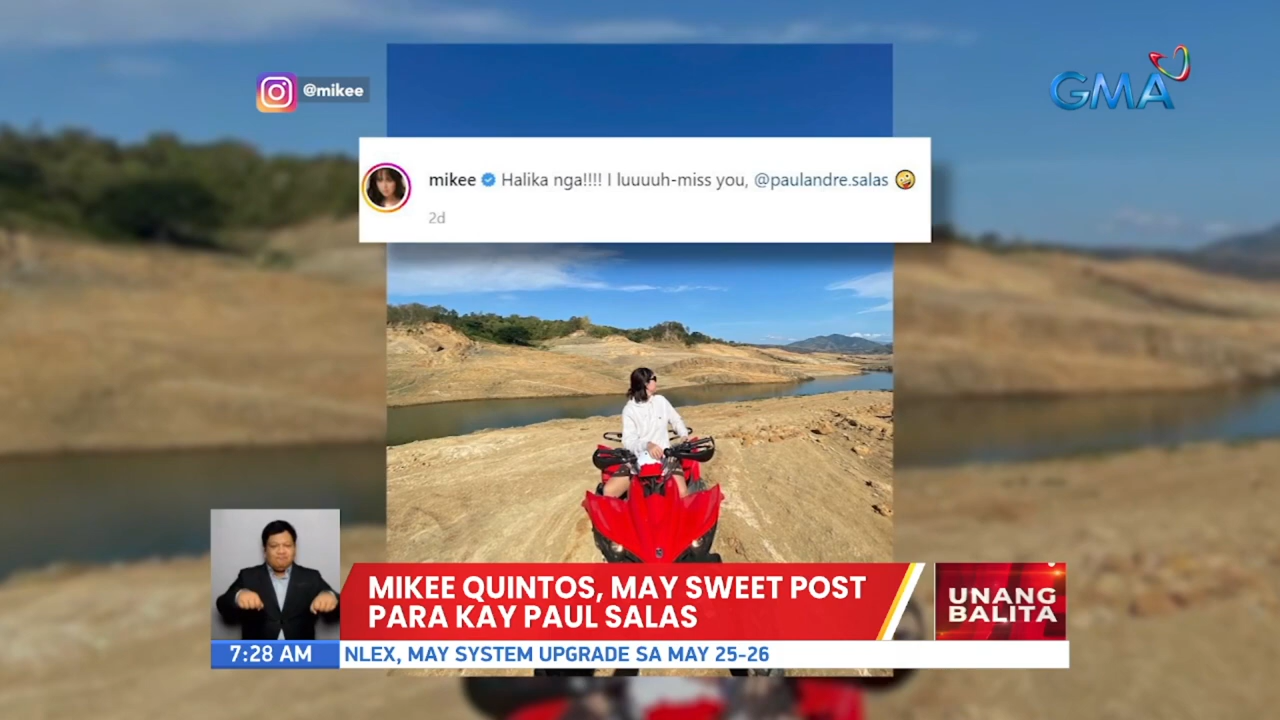 @mikee
GMA
mikee Halika nga!!!! I luuuuh-miss you, @paulandre.salas 🤪
2d
MIKEE QUINTOS, MAY SWEET POST
PARA KAY PAUL SALAS
UNANG
BALITA
7:28 AM
NLEX, MAY SYSTEM UPGRADE SA MAY 25-26